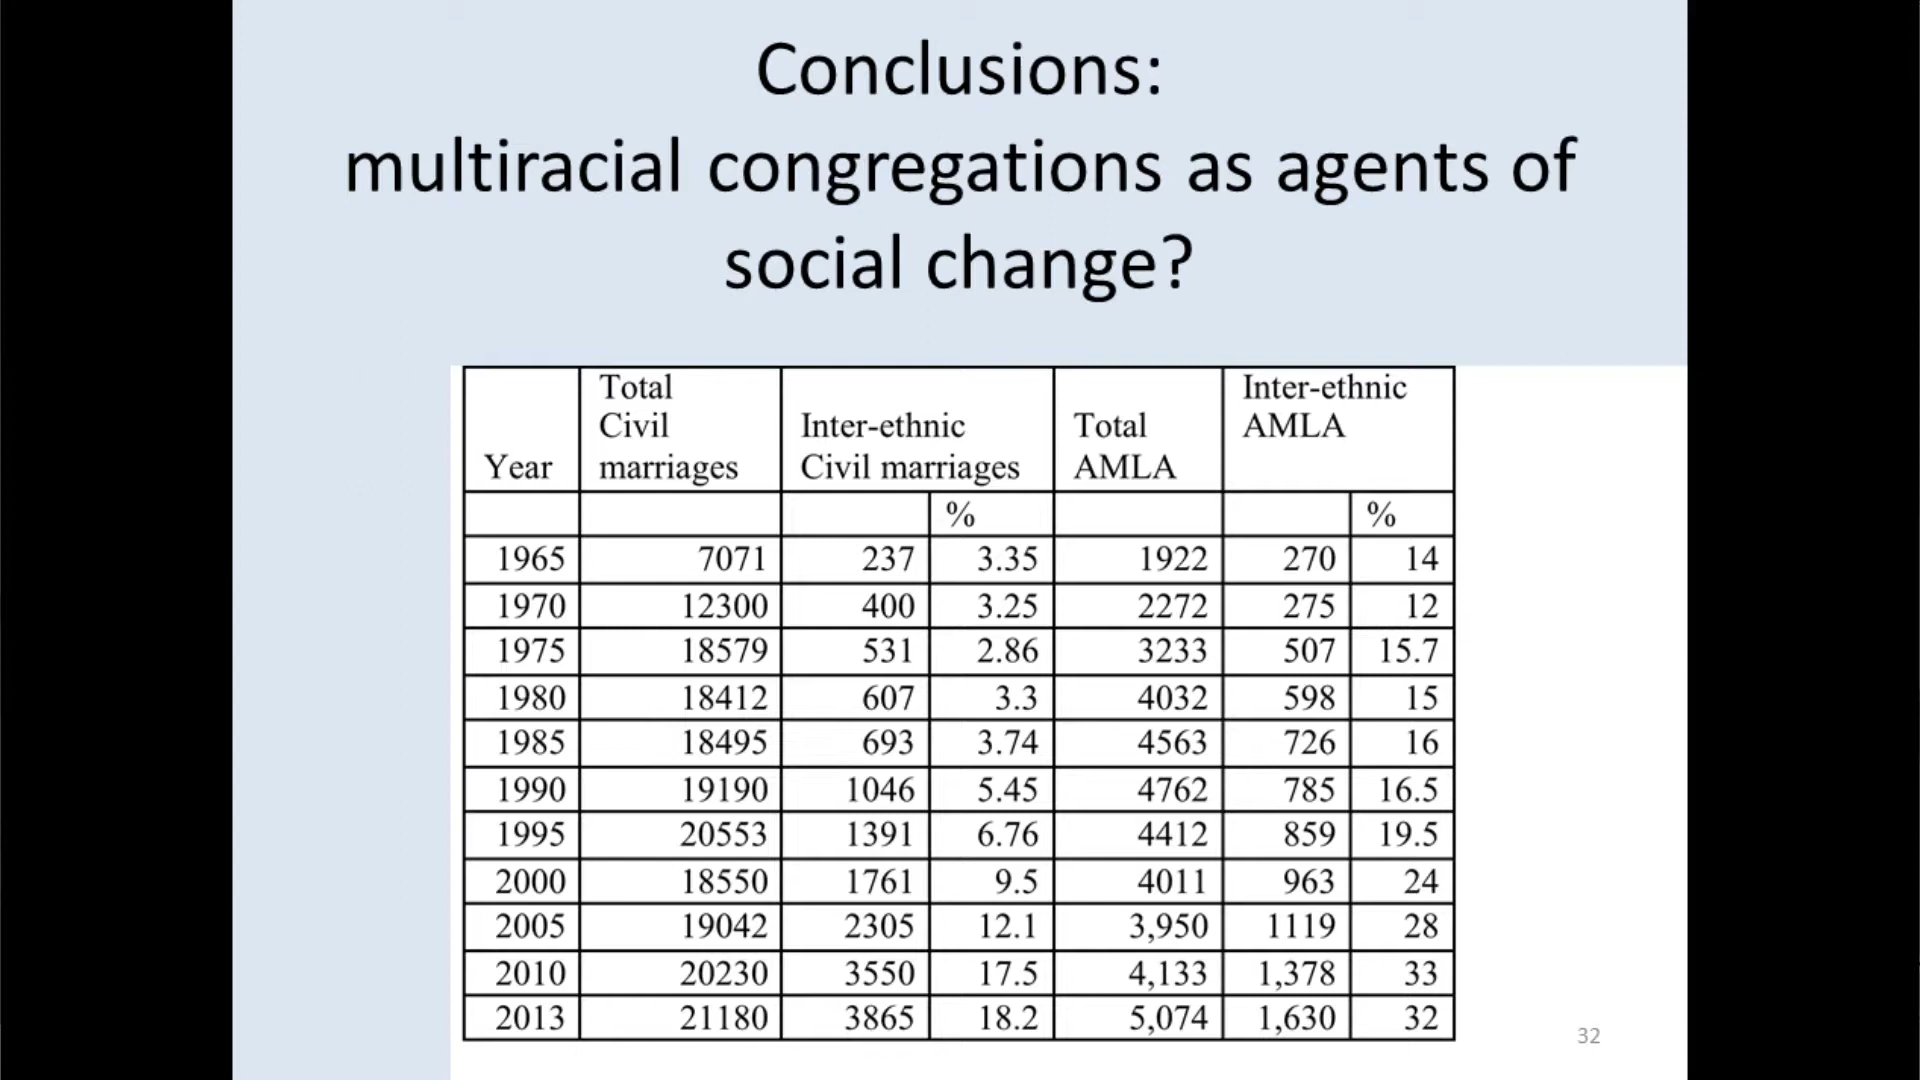 Conclusions:
multiracial congregations as agents of
social change?
Year Total Civil marriages Inter-ethnic Civil marriages Total AMLA Inter-ethnic AMLA
% %
1965 7071 237 3.35 1922 270 14
1970 12300 400 3.25 2272 275 12
1975 18579 531 2.86 3233 507 15.7
1980 18412 607 3.3 4032 598 15
1985 18495 693 3.74 4563 726 16
1990 19190 1046 5.45 4762 785 16.5
1995 20553 1391 6.76 4412 859 19.5
2000 18550 1761 9.5 4011 963 24
2005 19042 2305 12.1 3,950 1119 28
2010 20230 3550 17.5 4,133 1,378 33
2013 21180 3865 18.2 5,074 1,630 32
32